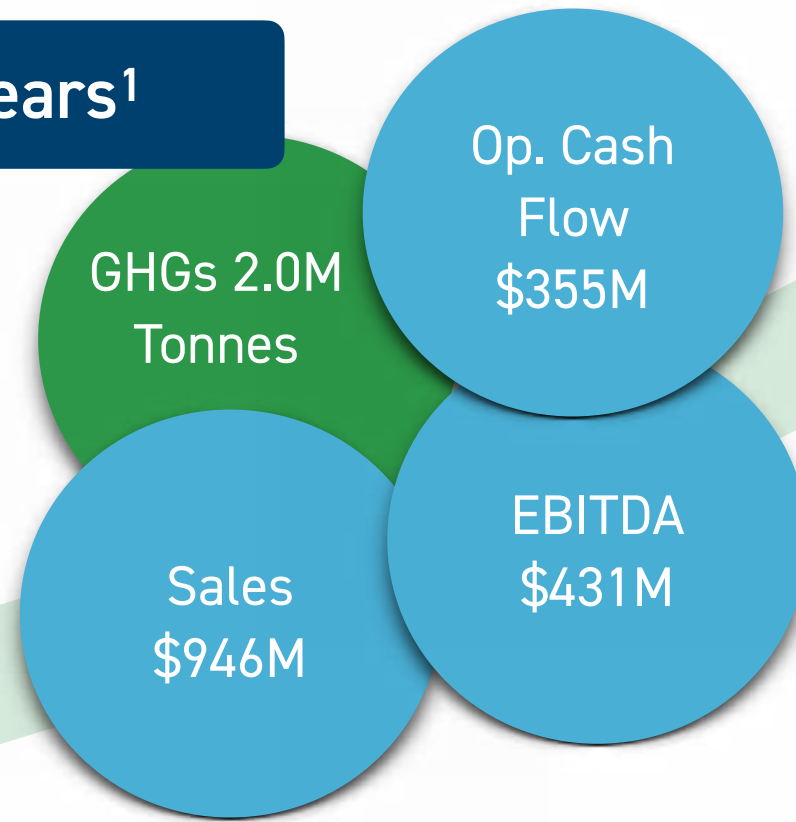 ears¹
Op. Cash
Flow
$355M
GHGs 2.0M
Tonnes
EBITDA
$431M
Sales
$946M